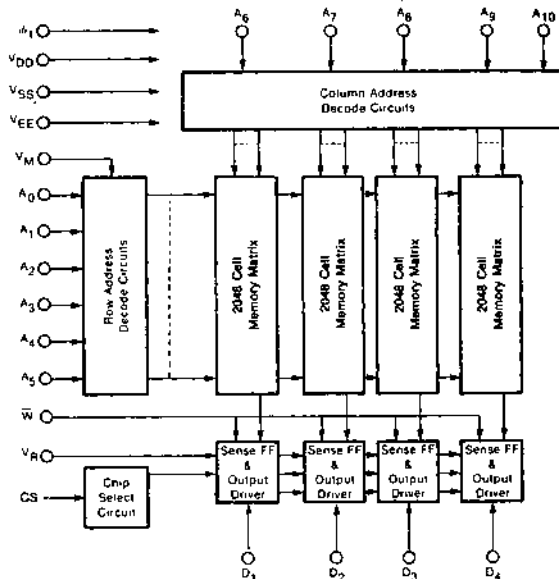 φ1
VDD
VSS
VEE
VM
A0
A1
A2
A3
A4
A5
W̅
VR
CS
A6
A7
A8
A9
A10
Column Address
Decode Circuits
Row Address
Decode Circuits
2048 Cell
Memory Matrix
2048 Cell
Memory Matrix
2048 Cell
Memory Matrix
2048 Cell
Memory Matrix
Chip
Select
Circuit
Sense FF
&
Output
Driver
Sense FF
&
Output
Driver
Sense FF
&
Output
Driver
Sense FF
&
Output
Driver
D1
D2
D3
D4